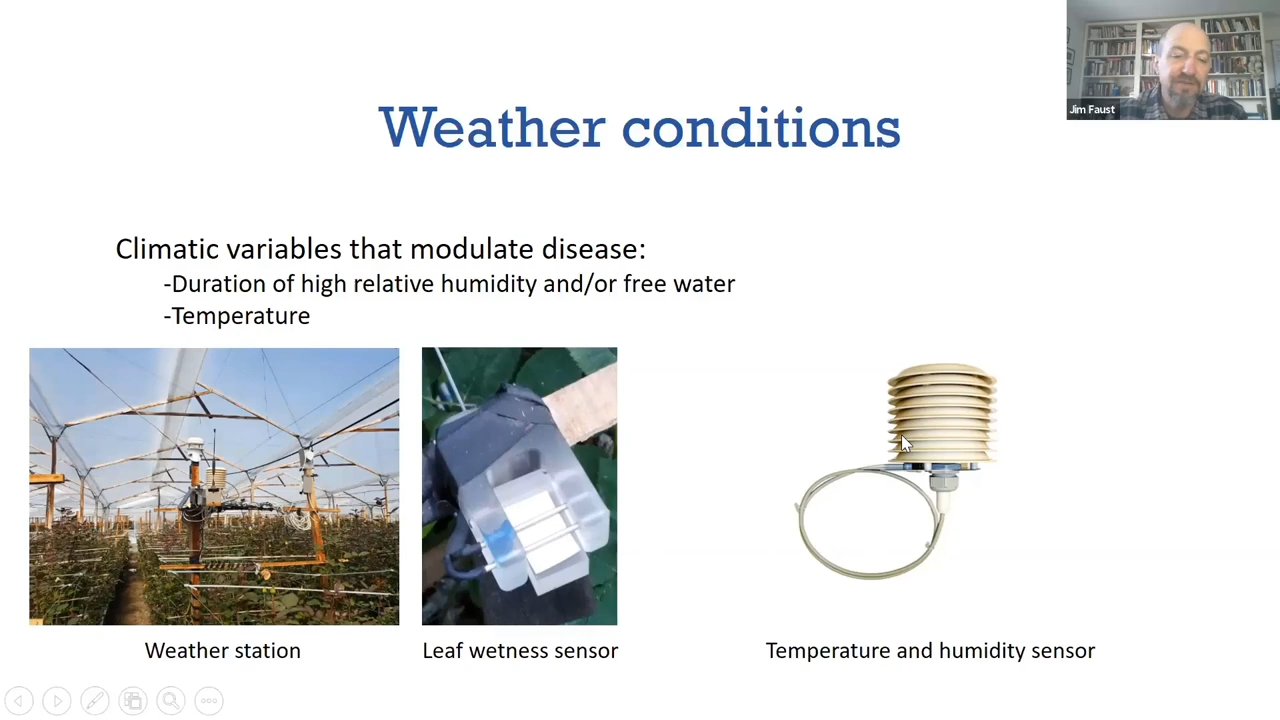 Jim Faust
Weather conditions
Climatic variables that modulate disease:
-Duration of high relative humidity and/or free water
-Temperature
Weather station
Leaf wetness sensor
Temperature and humidity sensor